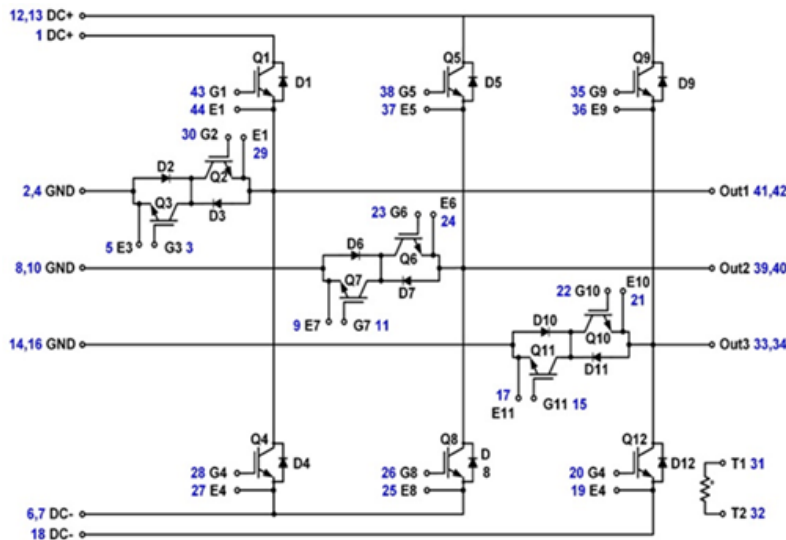 12,13 DC+
1 DC+
Q1
D1
43 G1
44 E1
Q5
D5
38 G5
37 E5
Q9
D9
35 G9
36 E9
30 G2
E1
29
D2
Q2
2,4 GND
Q3
D3
Out1 41,42
5 E3
G3 3
23 G6
E6
24
D6
Q6
8,10 GND
Q7
D7
Out2 39,40
9 E7
G7 11
22 G10
E10
21
D10
Q10
14,16 GND
Q11
D11
Out3 33,34
17
E11
G11 15
Q4
D4
28 G4
27 E4
Q8
D
8
26 G8
25 E8
Q12
D12
20 G4
19 E4
T1 31
T2 32
6,7 DC-
18 DC-